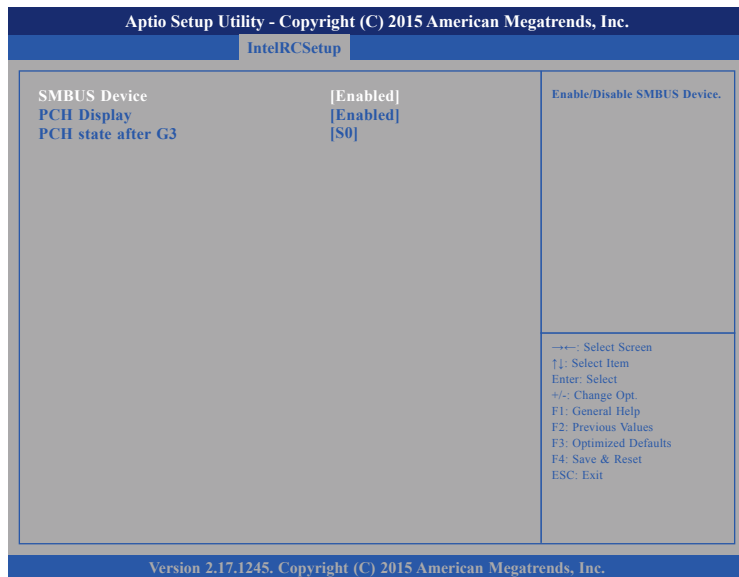 Aptio Setup Utility - Copyright (C) 2015 American Megatrends, Inc.
IntelRCSetup
SMBUS Device [Enabled]
PCH Display [Enabled]
PCH state after G3 [S0]
Enable/Disable SMBUS Device.
→←: Select Screen
↑↓: Select Item
Enter: Select
+/-: Change Opt.
F1: General Help
F2: Previous Values
F3: Optimized Defaults
F4: Save & Reset
ESC: Exit
Version 2.17.1245. Copyright (C) 2015 American Megatrends, Inc.